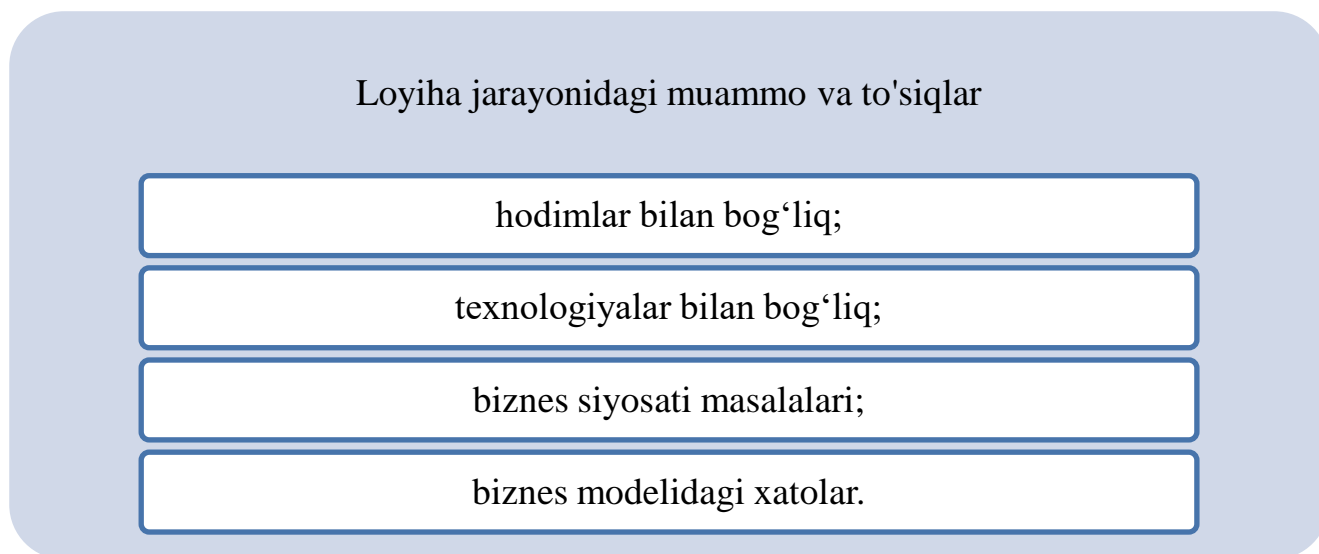 Loyiha jarayonidagi muammo va to'siqlar
hodimlar bilan bog‘liq;
texnologiyalar bilan bog‘liq;
biznes siyosati masalalari;
biznes modelidagi xatolar.